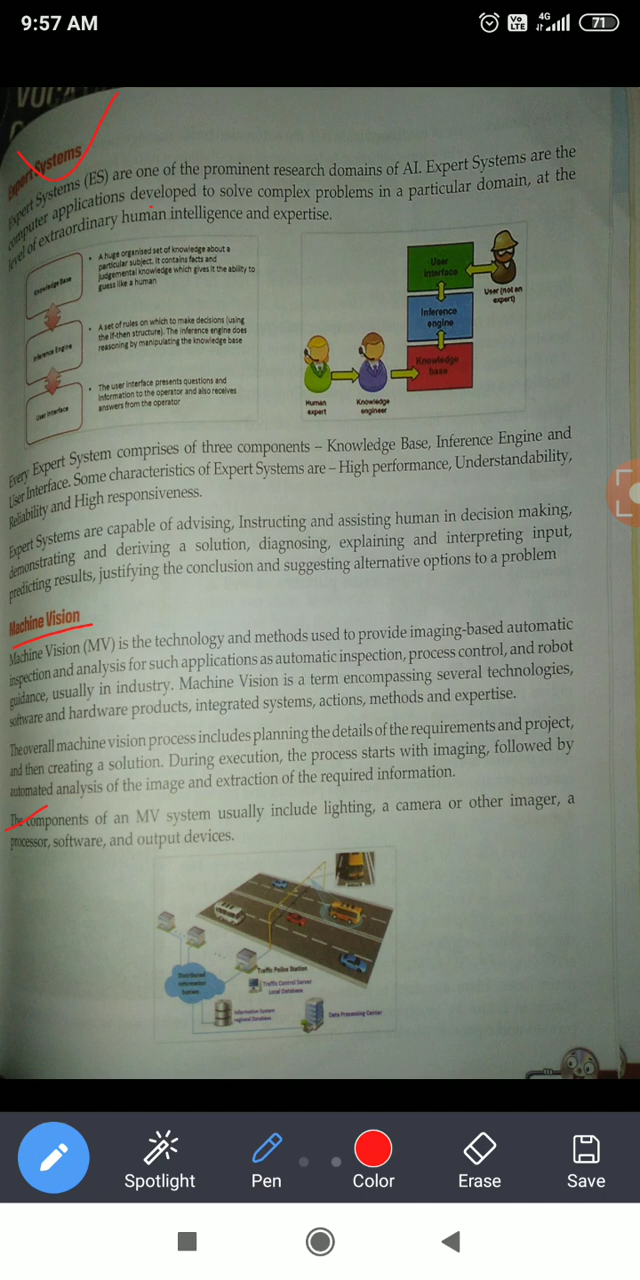 9:57 AM
Vo
LTE
4G
71
Expert Systems
Expert Systems (ES) are one of the prominent research domains of AI. Expert Systems are the
computer applications developed to solve complex problems in a particular domain, at the
level of extraordinary human intelligence and expertise.
Knowledge Base
• A huge organised set of knowledge about a
particular subject. It contains facts and
judgemental knowledge which gives it the ability to
guess like a human
Inference Engine
• A set of rules on which to make decisions (using
the if-then structure). The inference engine does
reasoning by manipulating the knowledge base
User Interface
• The user interface presents questions and
information to the operator and also receives
answers from the operator
User
interface
User (not an
expert)
Inference
engine
Knowledge
base
Human
expert
Knowledge
engineer
Every Expert System comprises of three components – Knowledge Base, Inference Engine and
User Interface. Some characteristics of Expert Systems are – High performance, Understandability,
Reliability and High responsiveness.
Expert Systems are capable of advising, Instructing and assisting human in decision making,
demonstrating and deriving a solution, diagnosing, explaining and interpreting input,
predicting results, justifying the conclusion and suggesting alternative options to a problem
Machine Vision
Machine Vision (MV) is the technology and methods used to provide imaging-based automatic
inspection and analysis for such applications as automatic inspection, process control, and robot
guidance, usually in industry. Machine Vision is a term encompassing several technologies,
software and hardware products, integrated systems, actions, methods and expertise.
The overall machine vision process includes planning the details of the requirements and project,
and then creating a solution. During execution, the process starts with imaging, followed by
automated analysis of the image and extraction of the required information.
The components of an MV system usually include lighting, a camera or other imager, a
processor, software, and output devices.
Traffic Police Station
Traffic Control Server
Local Database
Distributed
information
Information System
regional Database
Data Processing Center
Spotlight
Pen
Color
Erase
Save